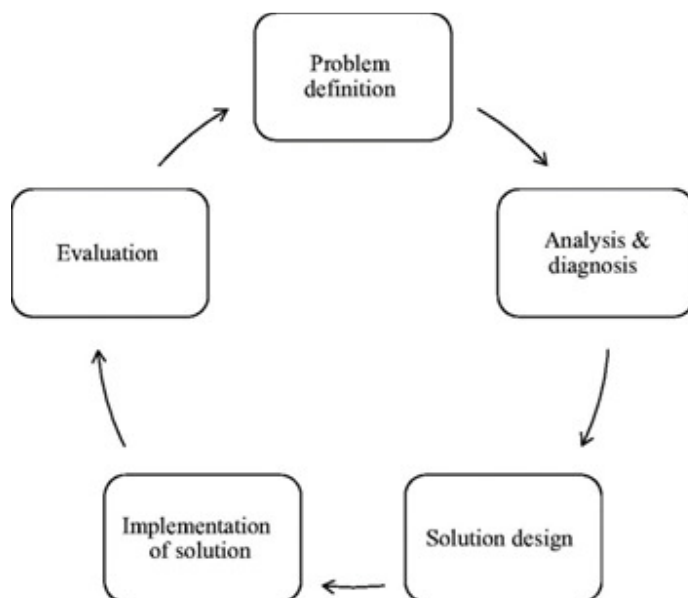 Problem
definition
Analysis &
diagnosis
Solution design
Implementation
of solution
Evaluation